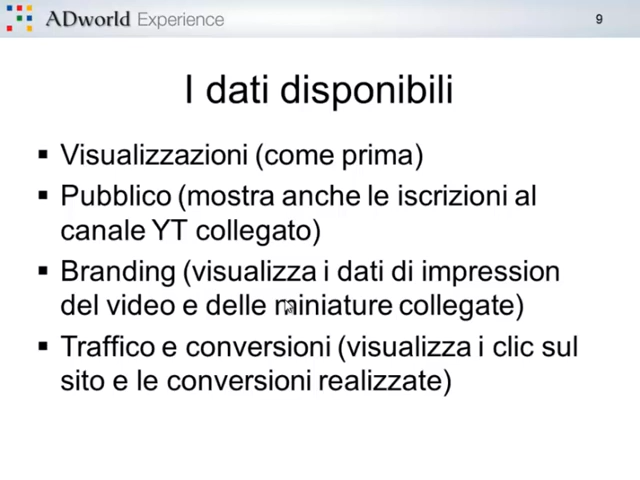 ADworld Experience
9
I dati disponibili
▪ Visualizzazioni (come prima)
▪ Pubblico (mostra anche le iscrizioni al
canale YT collegato)
▪ Branding (visualizza i dati di impression
del video e delle miniature collegate)
▪ Traffico e conversioni (visualizza i clic sul
sito e le conversioni realizzate)